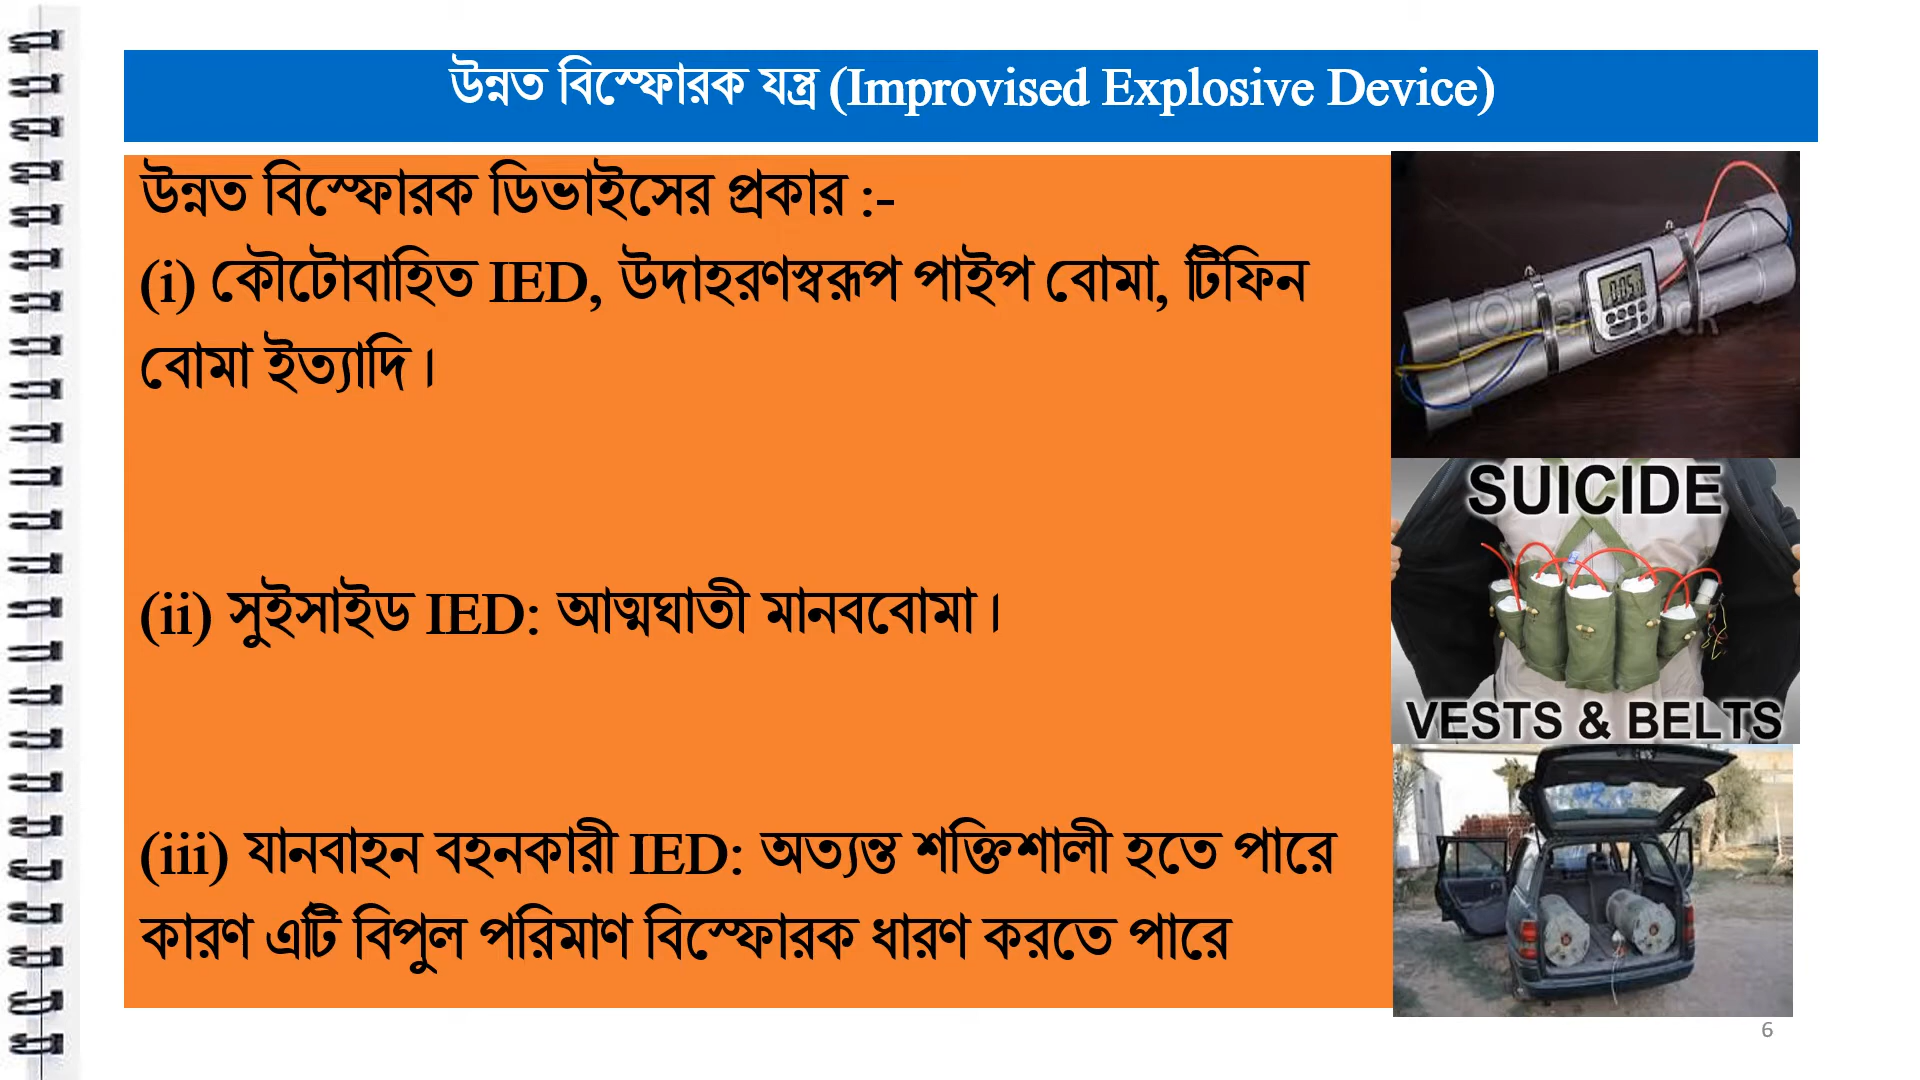 উন্নত বিস্ফোরক যন্ত্র (Improvised Explosive Device)
উন্নত বিস্ফোরক ডিভাইসের প্রকার :-
(i) কৌটোবাহিত IED, উদাহরণস্বরূপ পাইপ বোমা, টিফিন
বোমা ইত্যাদি।
(ii) সুইসাইড IED: আত্মঘাতী মানববোমা।
(iii) যানবাহন বহনকারী IED: অত্যন্ত শক্তিশালী হতে পারে
কারণ এটি বিপুল পরিমাণ বিস্ফোরক ধারণ করতে পারে
SUICIDE
VESTS & BELTS
6